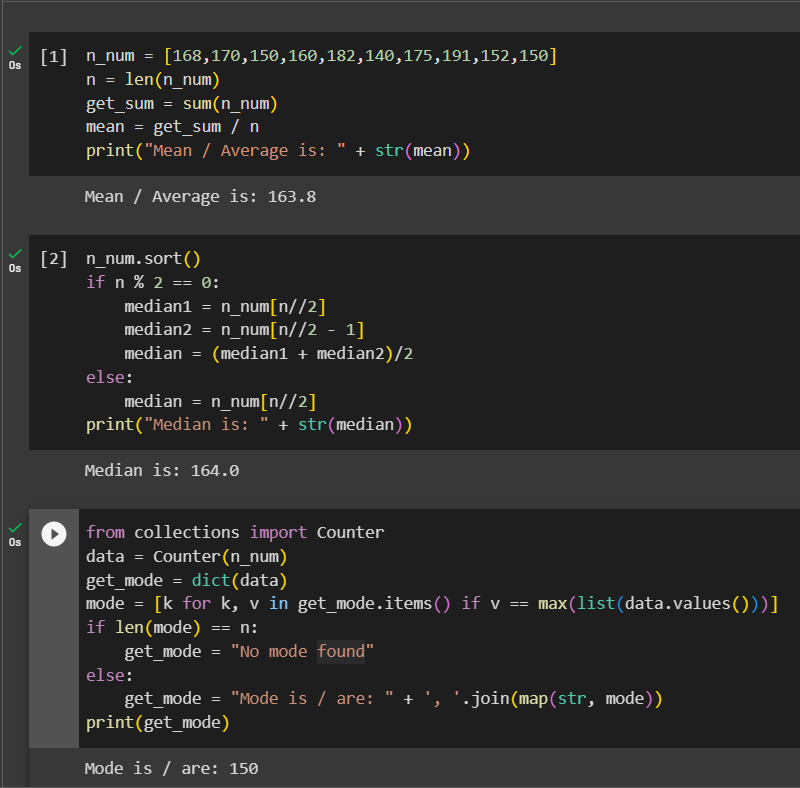 [1] n_num = [168,170,150,160,182,140,175,191,152,150]
0s n = len(n_num)
get_sum = sum(n_num)
mean = get_sum / n
print("Mean / Average is: " + str(mean))
Mean / Average is: 163.8
[2] n_num.sort()
0s if n % 2 == 0:
    median1 = n_num[n//2]
    median2 = n_num[n//2 - 1]
    median = (median1 + median2)/2
else:
    median = n_num[n//2]
print("Median is: " + str(median))
Median is: 164.0
from collections import Counter
0s data = Counter(n_num)
get_mode = dict(data)
mode = [k for k, v in get_mode.items() if v == max(list(data.values()))]
if len(mode) == n:
    get_mode = "No mode found"
else:
    get_mode = "Mode is / are: " + ', '.join(map(str, mode))
print(get_mode)
Mode is / are: 150